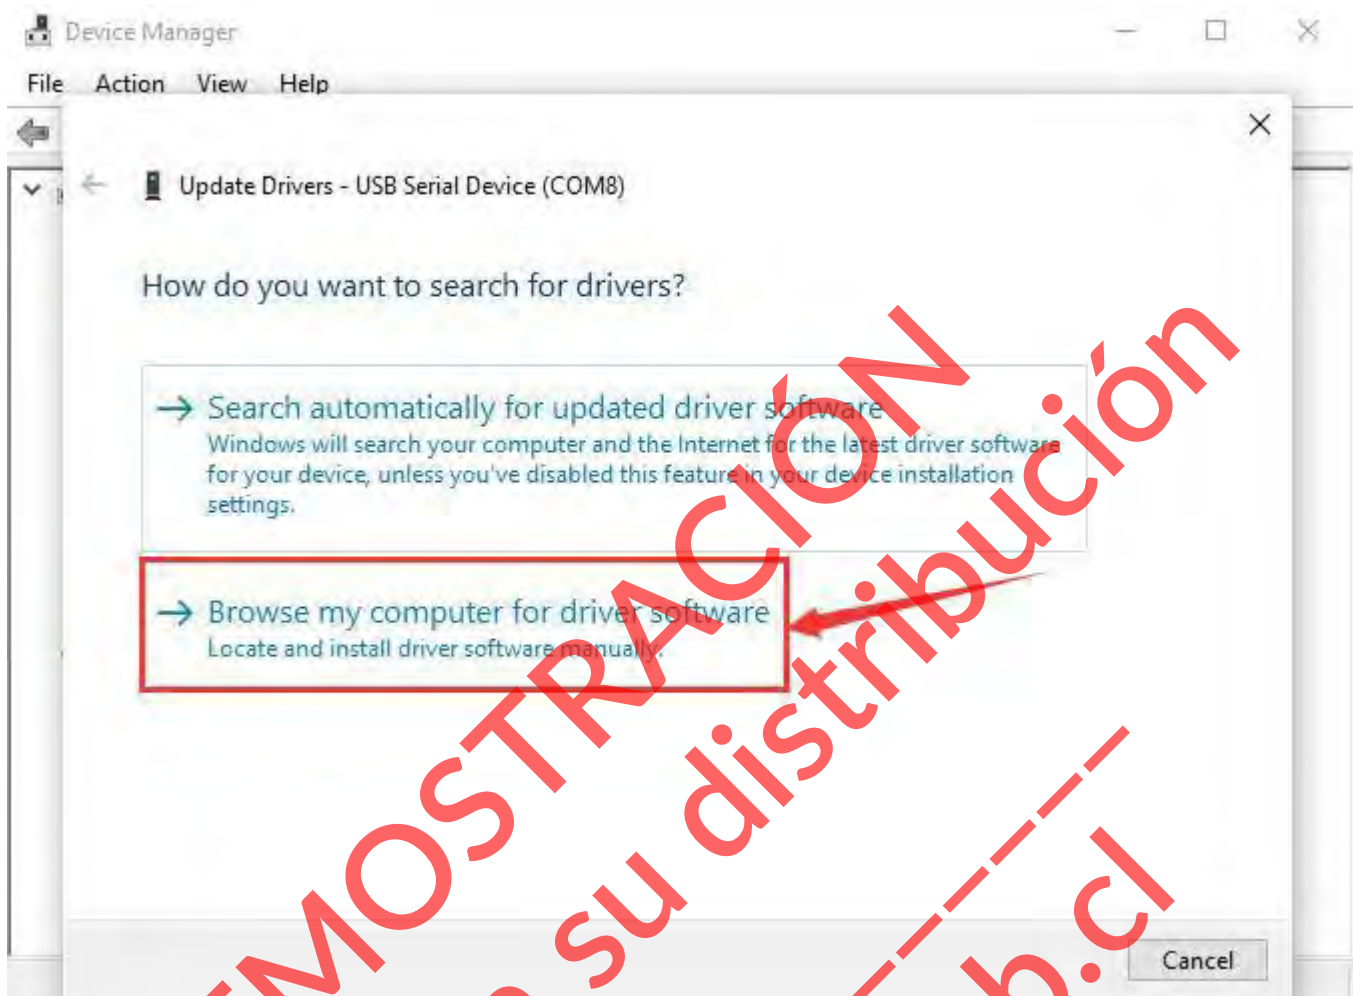 Device Manager
File Action View Help
Update Drivers - USB Serial Device (COM8)
How do you want to search for drivers?
Search automatically for updated driver software
Windows will search your computer and the Internet for the latest driver software
for your device, unless you've disabled this feature in your device installation
settings.
Browse my computer for driver software
Locate and install driver software manually.
Cancel
MOSTRACIÓN
su distribución
b.cl